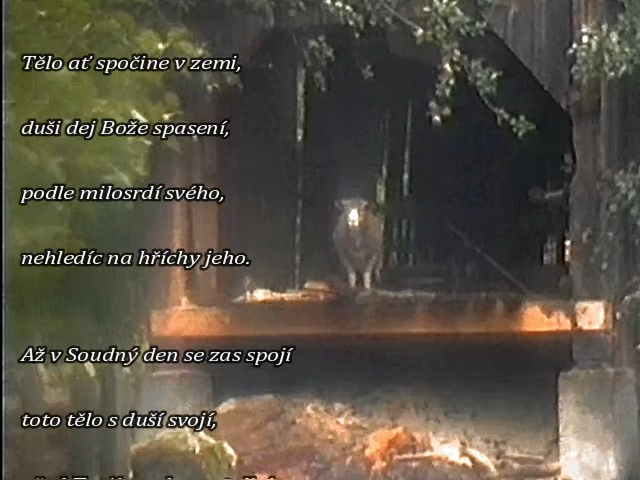 Tělo ať spočine v zemi,
duši dej Bože spasení,
podle milosrdí svého,
nehledíc na hříchy jeho.
Až v Soudný den se zas spojí
toto tělo s duší svojí,